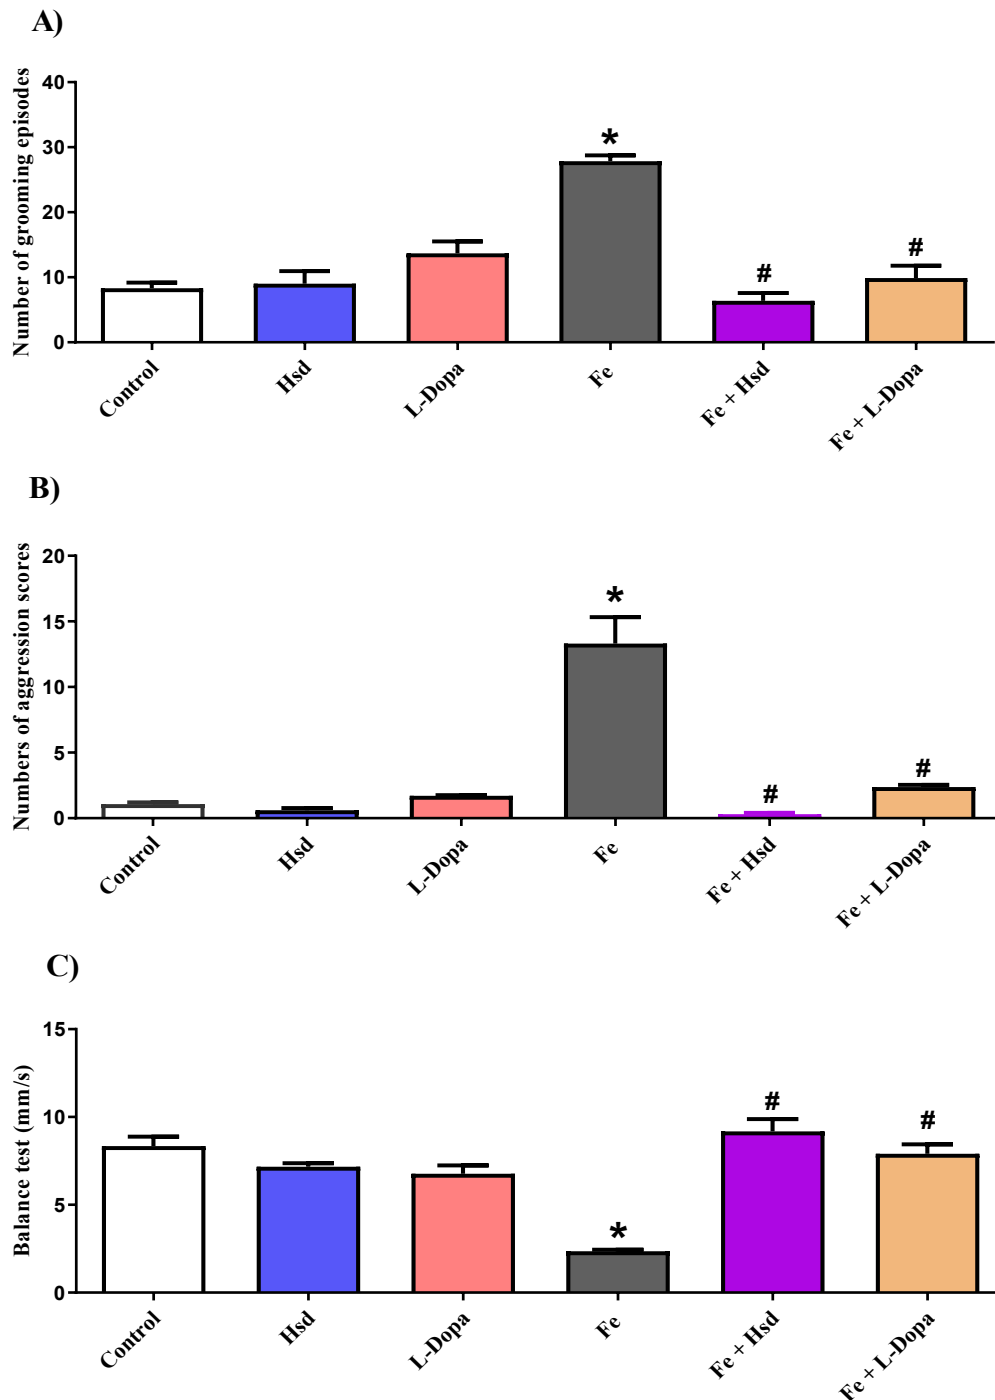 A)
Number of grooming episodes
40
30
20
10
0
*
#
#
Control
Hsd
L-Dopa
Fe
Fe + Hsd
Fe + L-Dopa
B)
Numbers of aggression scores
20
15
10
5
0
*
#
#
Control
Hsd
L-Dopa
Fe
Fe + Hsd
Fe + L-Dopa
C)
Balance test (mm/s)
15
10
5
0
*
#
#
Control
Hsd
L-Dopa
Fe
Fe + Hsd
Fe + L-Dopa